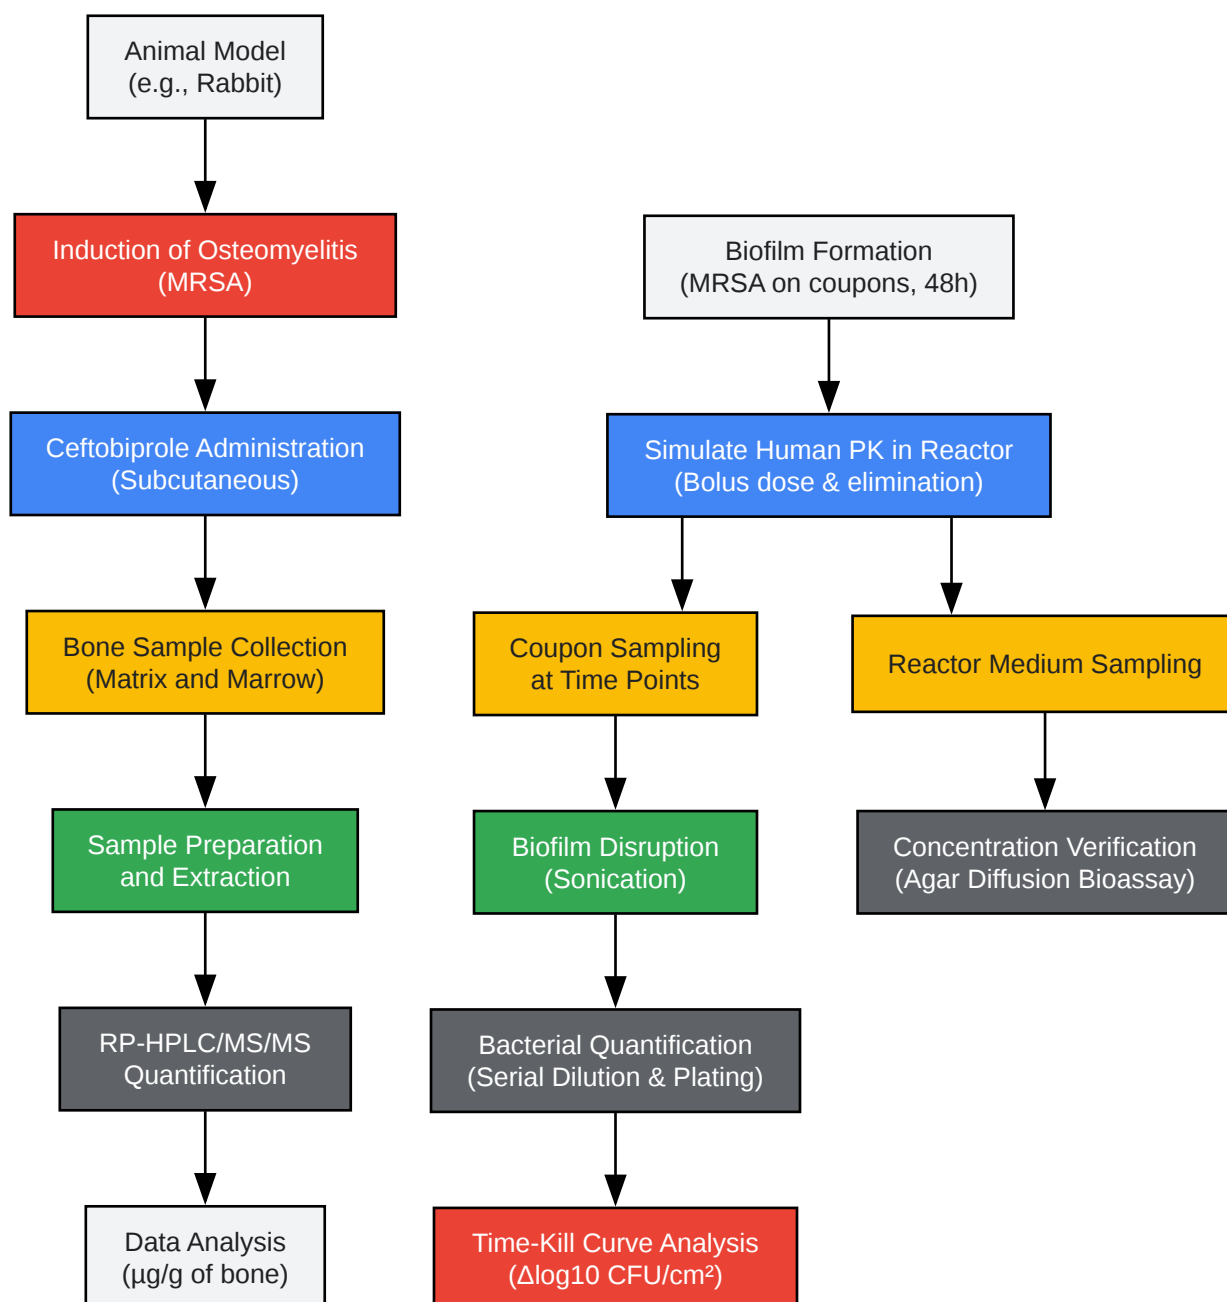 Animal Model
(e.g., Rabbit)
Induction of Osteomyelitis
(MRSA)
Ceftobiprole Administration
(Subcutaneous)
Bone Sample Collection
(Matrix and Marrow)
Sample Preparation
and Extraction
RP-HPLC/MS/MS
Quantification
Data Analysis
(µg/g of bone)
Biofilm Formation
(MRSA on coupons, 48h)
Simulate Human PK in Reactor
(Bolus dose & elimination)
Coupon Sampling
at Time Points
Biofilm Disruption
(Sonication)
Bacterial Quantification
(Serial Dilution & Plating)
Time-Kill Curve Analysis
(Δlog10 CFU/cm²)
Reactor Medium Sampling
Concentration Verification
(Agar Diffusion Bioassay)